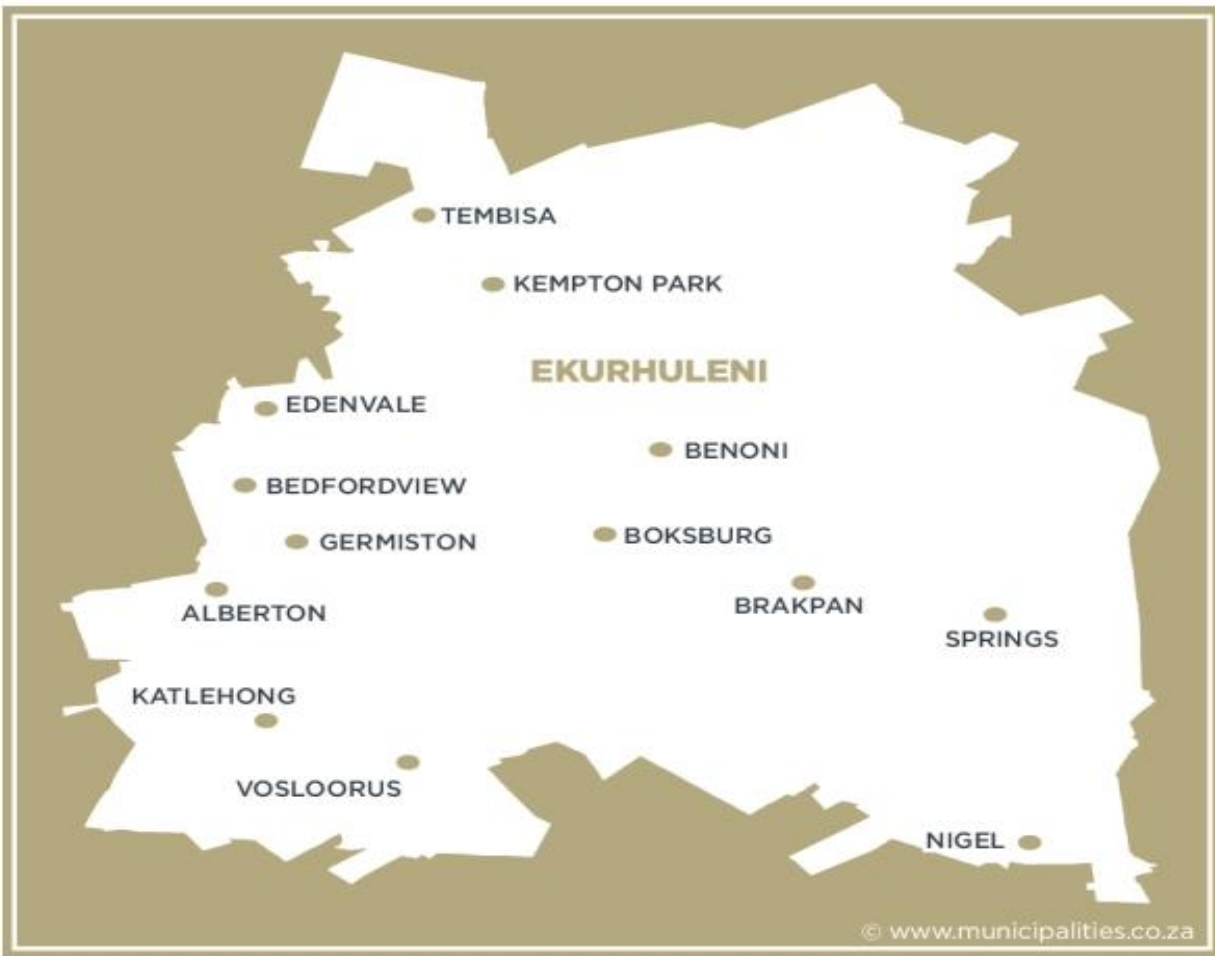 TEMBISA
KEMPTON PARK
EKURHULENI
EDENVALE
BENONI
BEDFORDVIEW
GERMISTON
BOKSBURG
ALBERTON
BRAKPAN
SPRINGS
KATLEHONG
VOSLOORUS
NIGEL
© www.municipalities.co.za